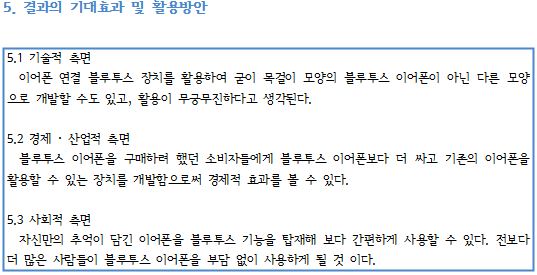 5. 결과의 기대효과 및 활용방안
5.1 기술적 측면
이어폰 연결 블루투스 장치를 활용하여 굳이 목걸이 모양의 블루투스 이어폰이 아닌 다른 모양
으로 개발할 수도 있고, 활용이 무궁무진하다고 생각된다.
5.2 경제 · 산업적 측면
블루투스 이어폰을 구매하려 했던 소비자들에게 블루투스 이어폰보다 더 싸고 기존의 이어폰을
활용할 수 있는 장치를 개발함으로써 경제적 효과를 볼 수 있다.
5.3 사회적 측면
자신만의 추억이 담긴 이어폰을 블루투스 기능을 탑재해 보다 간편하게 사용할 수 있다. 전보다
더 많은 사람들이 블루투스 이어폰을 부담 없이 사용하게 될 것 이다.